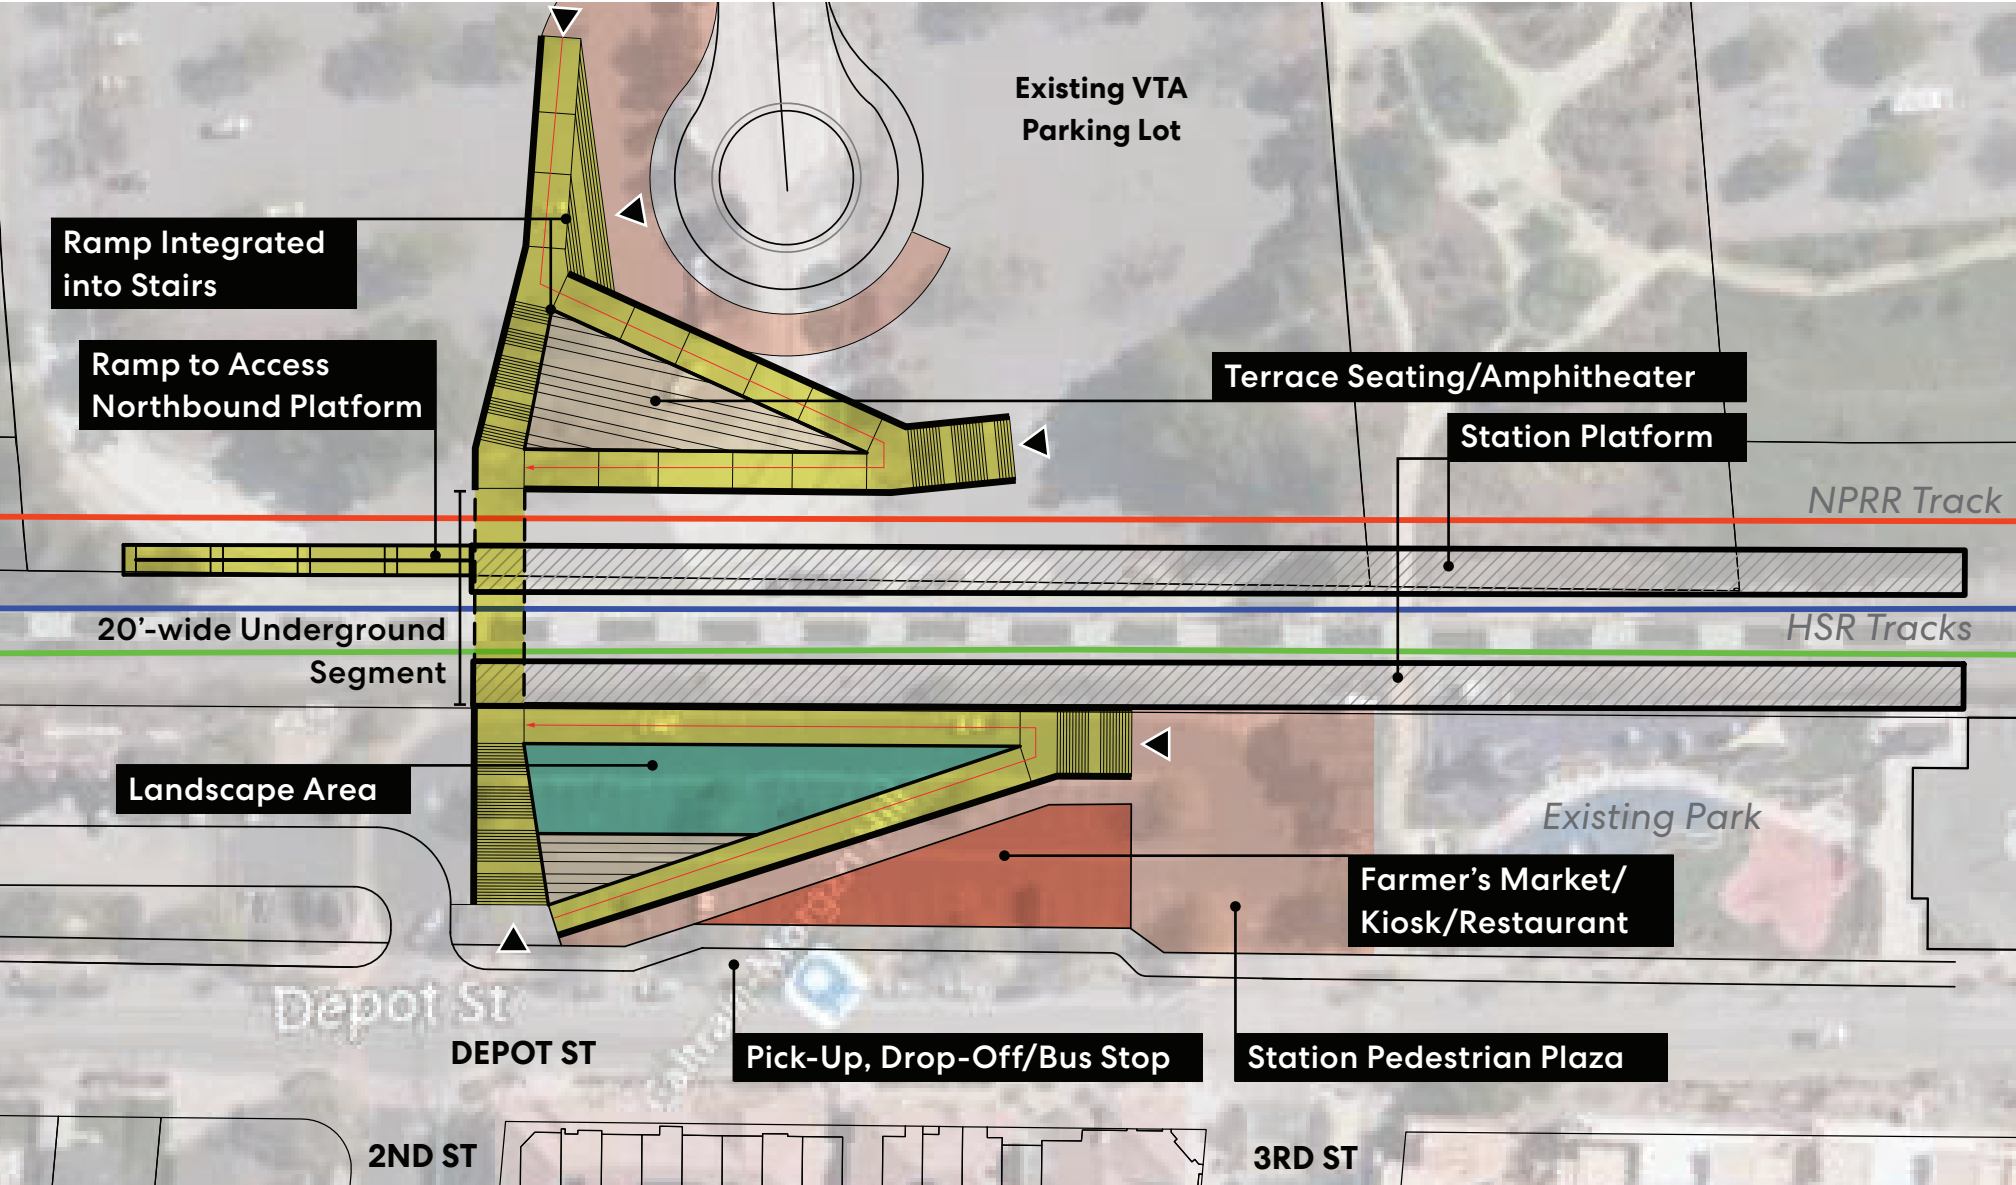 Existing VTA
Parking Lot
Ramp Integrated
into Stairs
Ramp to Access
Northbound Platform
Terrace Seating/Amphitheater
Station Platform
NPRR Track
20’-wide Underground
Segment
HSR Tracks
Landscape Area
Existing Park
Farmer’s Market/
Kiosk/Restaurant
Depot St
DEPOT ST
Pick-Up, Drop-Off/Bus Stop
Station Pedestrian Plaza
2ND ST
3RD ST